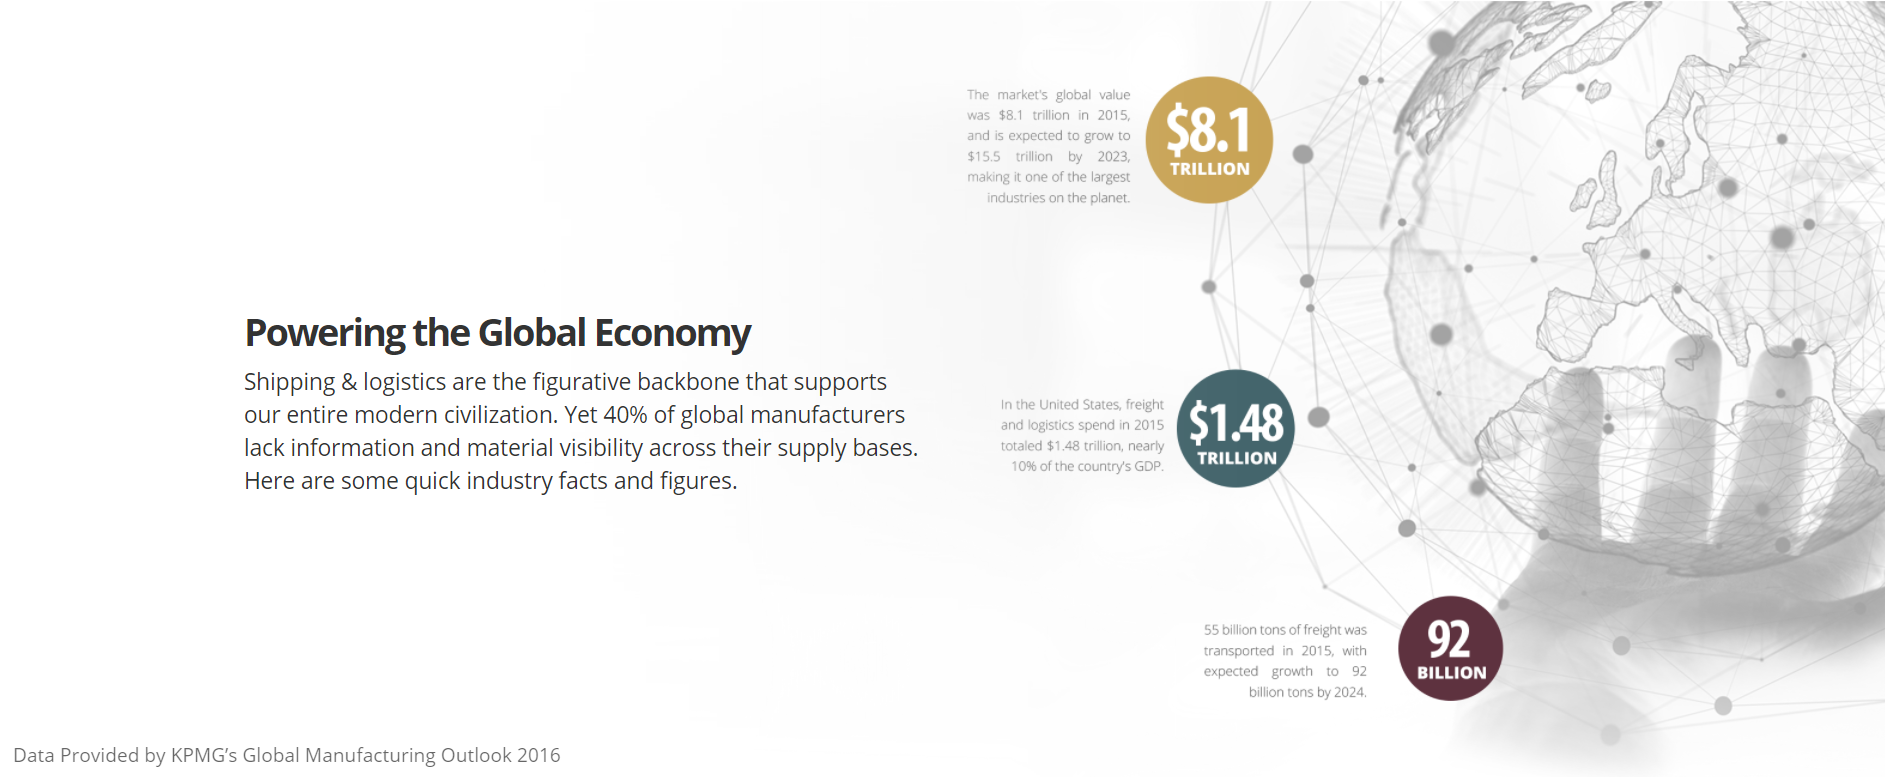 Powering the Global Economy
Shipping & logistics are the figurative backbone that supports
our entire modern civilization. Yet 40% of global manufacturers
lack information and material visibility across their supply bases.
Here are some quick industry facts and figures.
The market's global value
was $8.1 trillion in 2015,
and is expected to grow to
$15.5 trillion by 2023,
making it one of the largest
industries on the planet.
$8.1
TRILLION
In the United States, freight
and logistics spend in 2015
totaled $1.48 trillion, nearly
10% of the country's GDP.
$1.48
TRILLION
55 billion tons of freight was
transported in 2015, with
expected growth to 92
billion tons by 2024.
92
BILLION
Data Provided by KPMG’s Global Manufacturing Outlook 2016